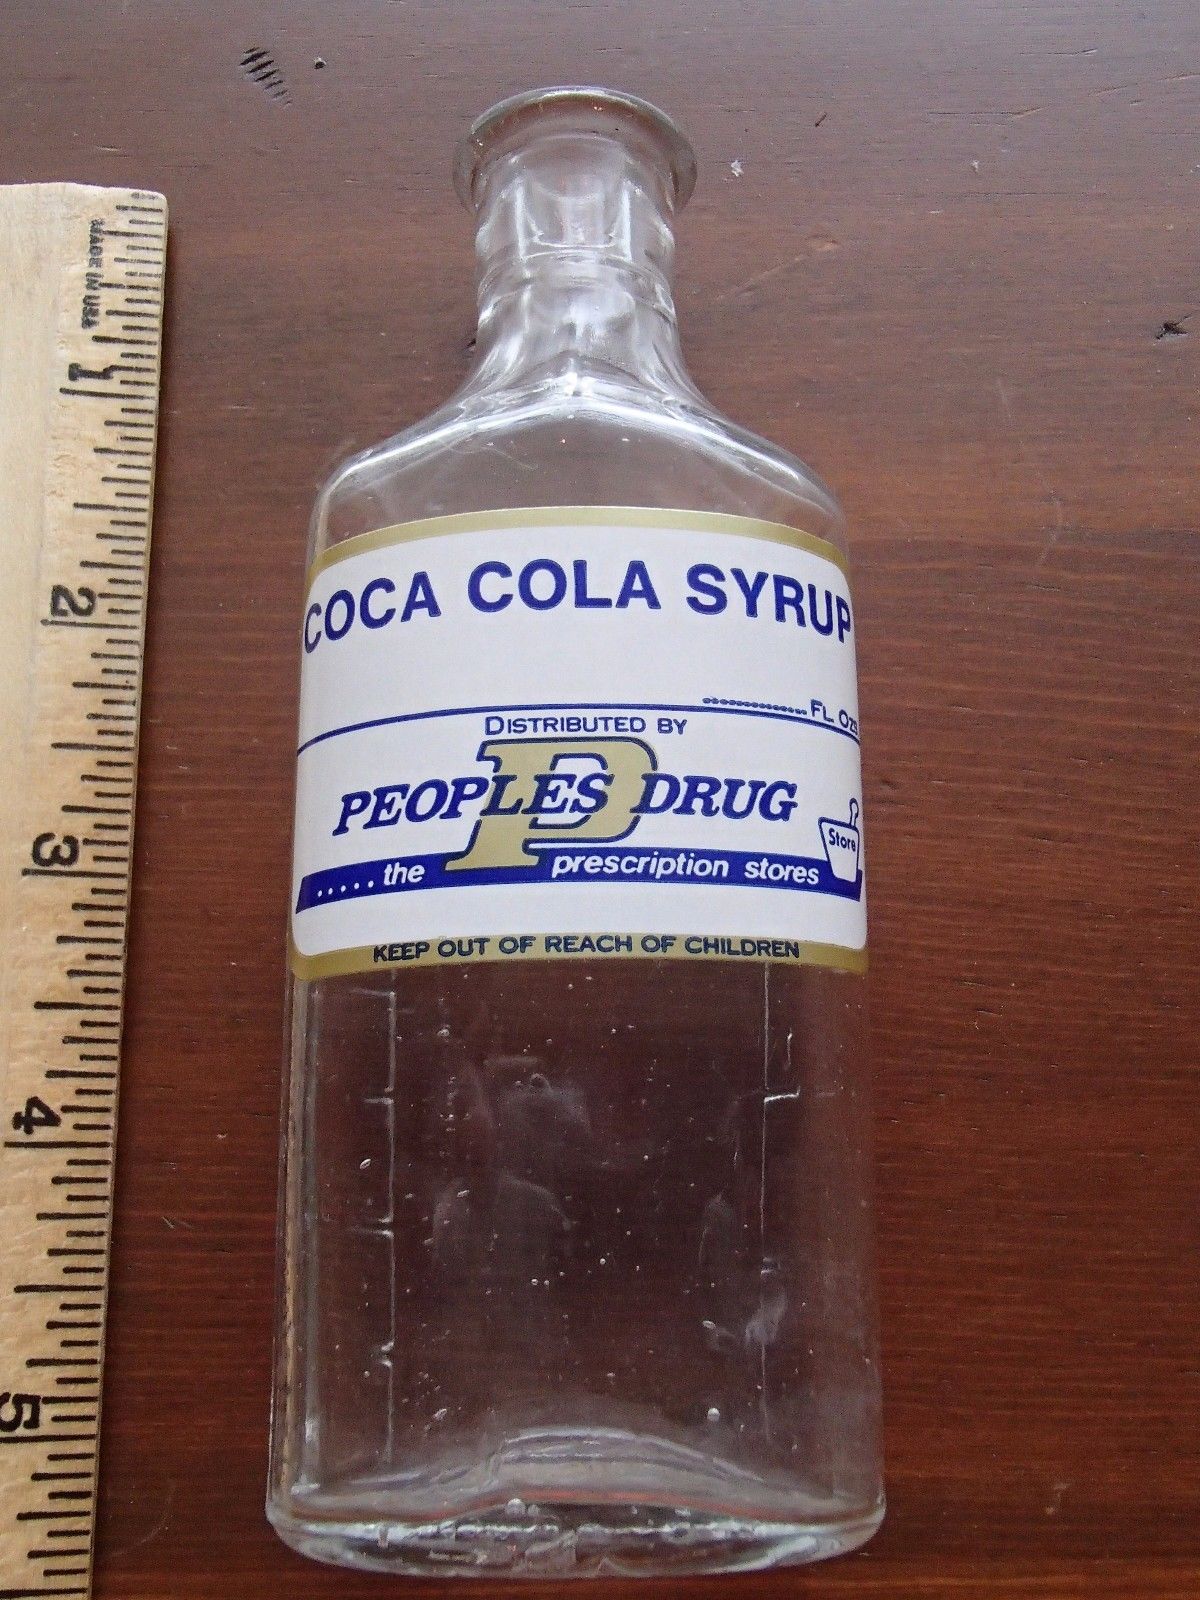 COCA COLA SYRUP
.............. FL OZS
DISTRIBUTED BY
P
PEOPLES DRUG
Store
.....the prescription stores
KEEP OUT OF REACH OF CHILDREN
MADE IN USA
1
2
3
4
5